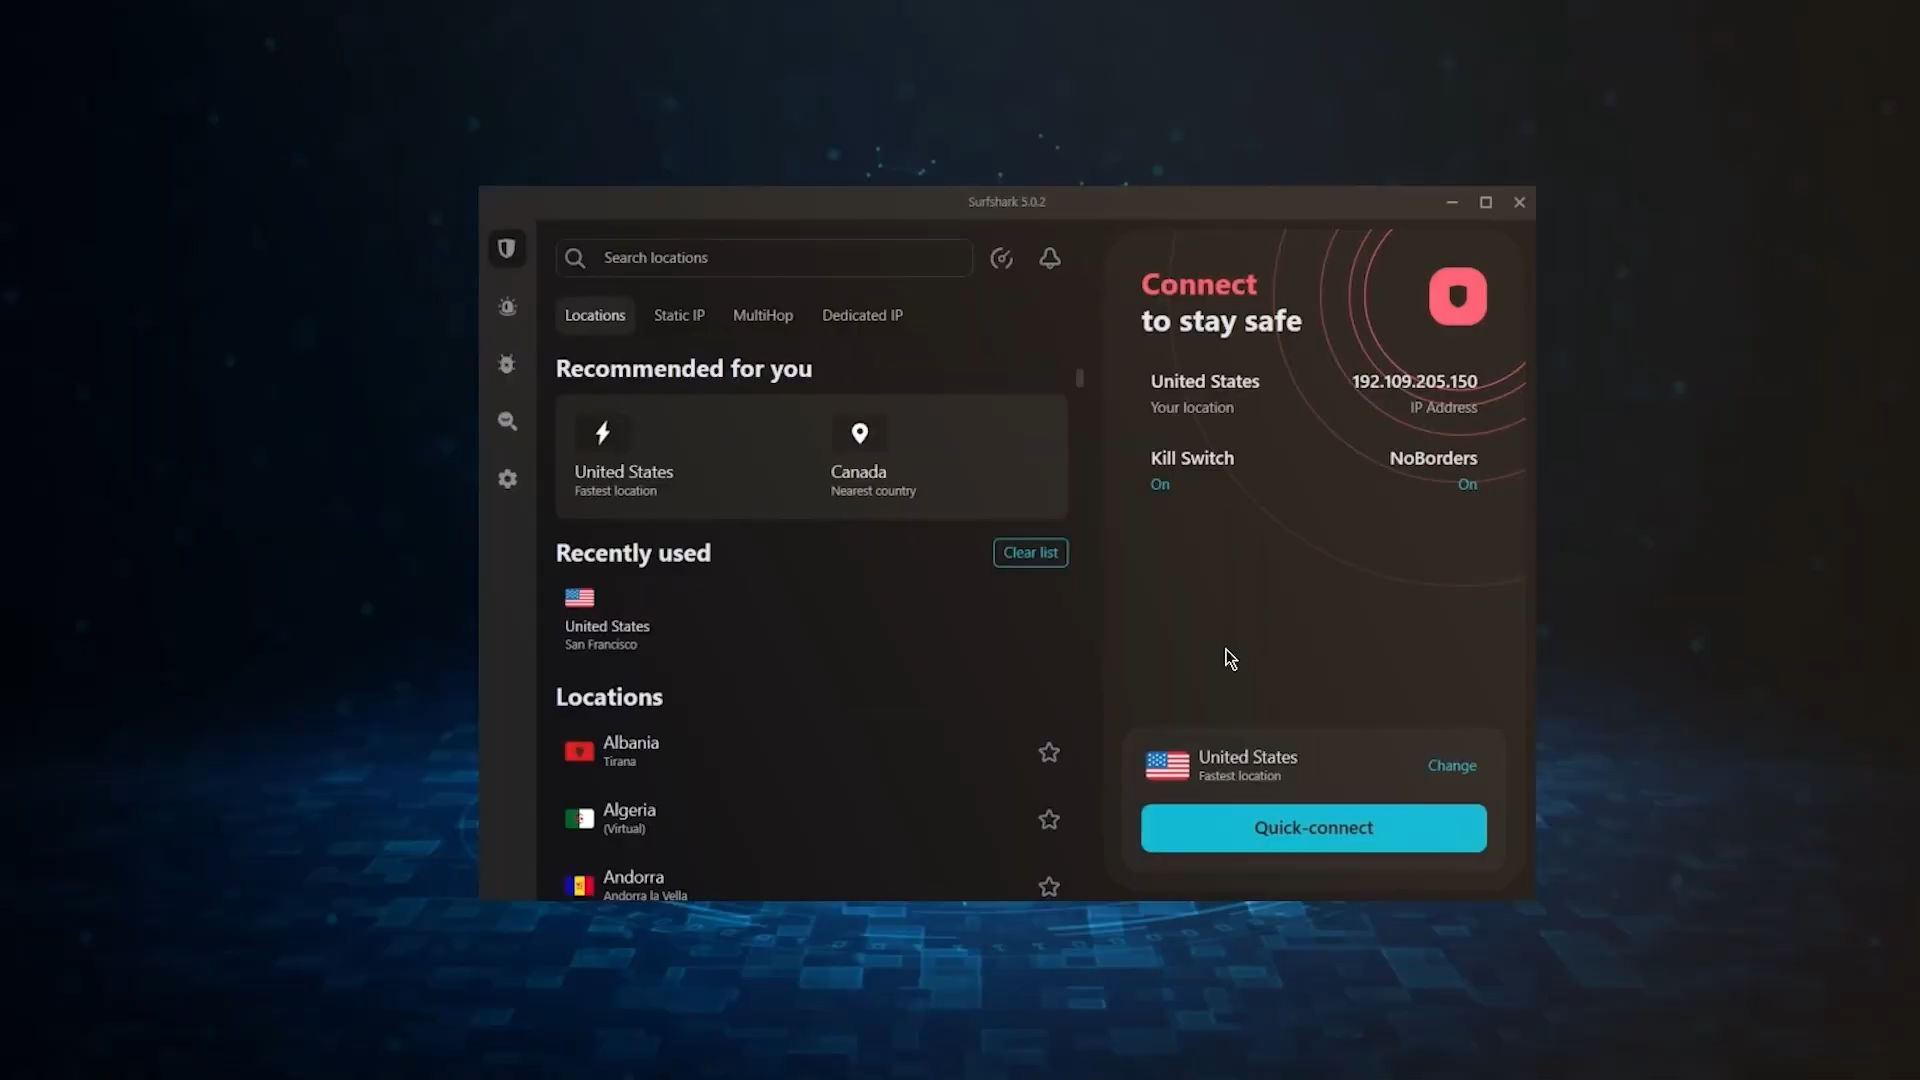 Surfshark 5.0.2
Search locations
Locations
Static IP
MultiHop
Dedicated IP
Recommended for you
United States
Fastest location
Canada
Nearest country
Recently used
Clear list
United States
San Francisco
Locations
Albania
Tirana
Algeria
(Virtual)
Andorra
Andorra la Vella
Connect
to stay safe
United States
192.109.205.150
Your location
IP Address
Kill Switch
NoBorders
On
On
United States
Fastest location
Change
Quick-connect